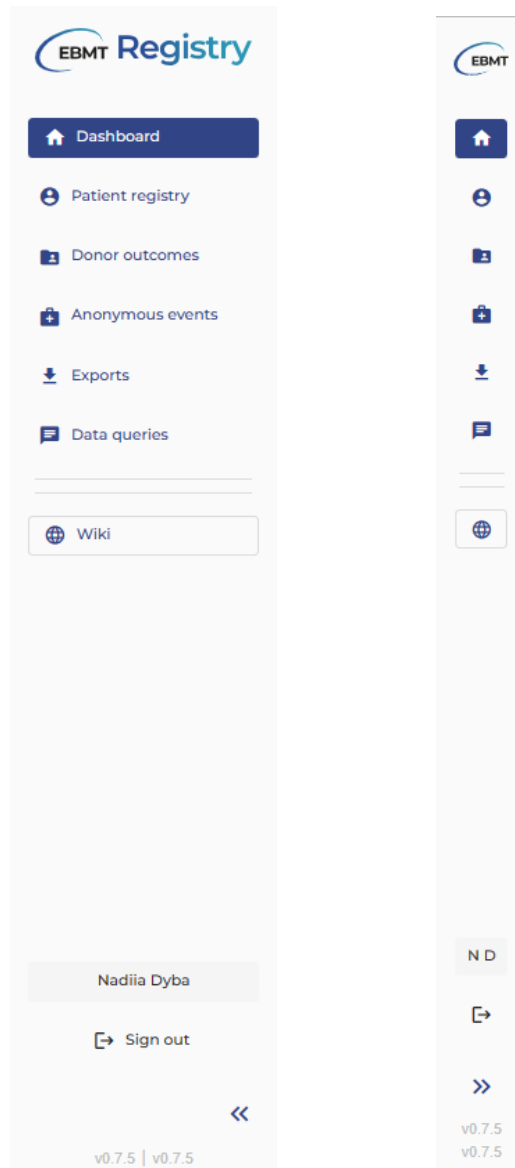 EBMT Registry
Dashboard
Patient registry
Donor outcomes
Anonymous events
Exports
Data queries
Wiki
Nadiia Dyba
Sign out
v0.7.5 | v0.7.5
EBMT
N D
v0.7.5
v0.7.5